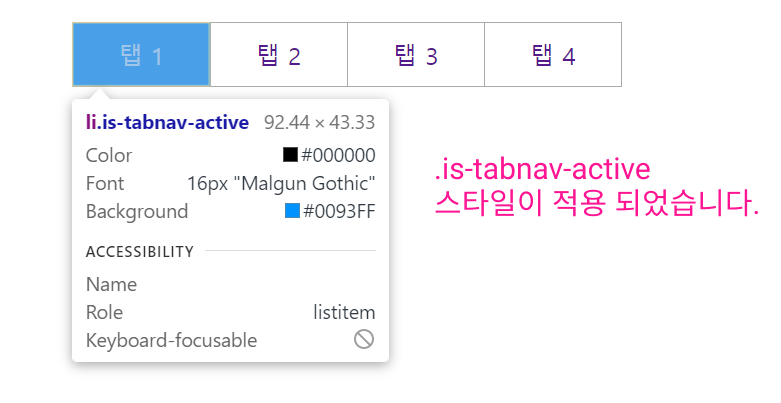 탭 1 탭 2 탭 3 탭 4
li.is-tabnav-active 92.44 × 43.33
Color #000000
Font 16px "Malgun Gothic"
Background #0093FF
ACCESSIBILITY
Name
Role listitem
Keyboard-focusable
.is-tabnav-active
스타일이 적용 되었습니다.